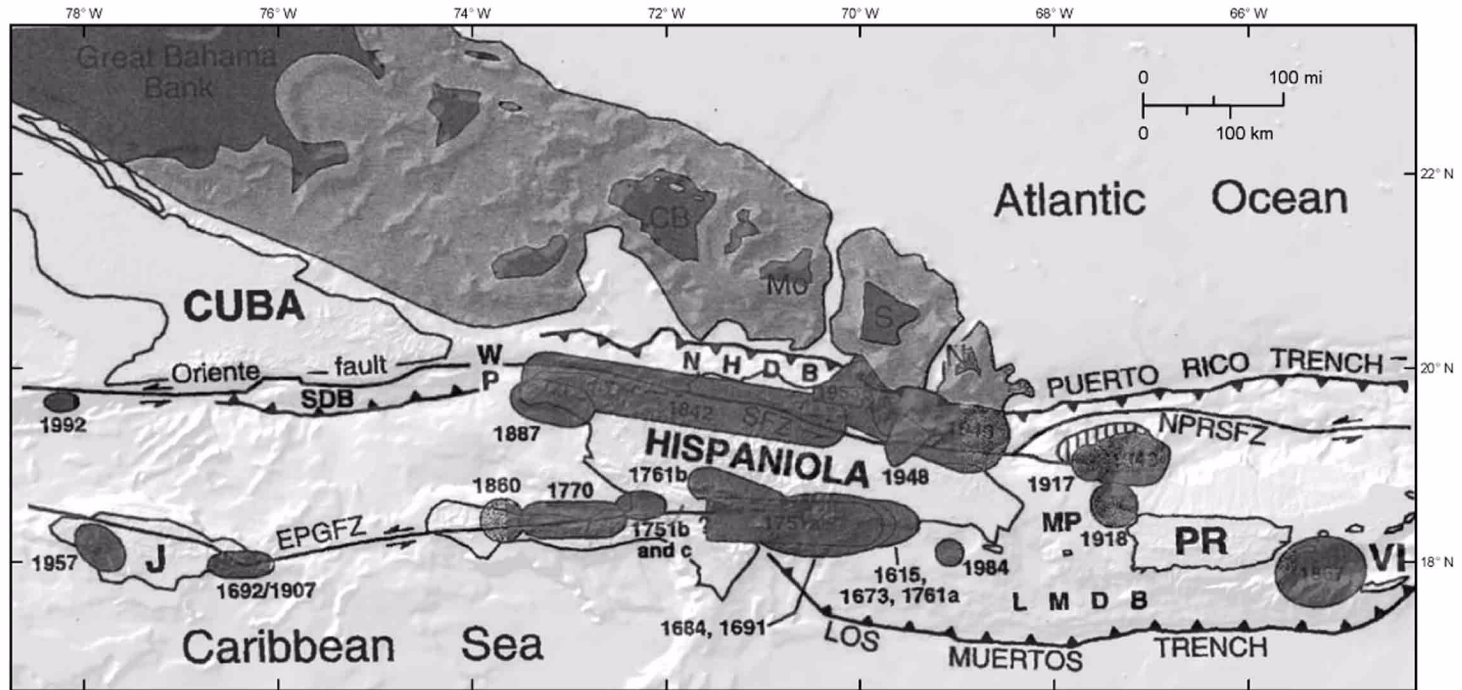 78° W 76° W 74° W 72° W 70° W 68° W 66° W
Great Bahama
Bank
0 100 mi
0 100 km
22° N
Atlantic Ocean
CB
Mo
S
CUBA
Na
W
P
N H D B
PUERTO RICO TRENCH
20° N
Oriente fault
SDB
1992
1842
SFZ
1887
HISPANIOLA
1948
NPRSFZ
1761b
1917
1860
1770
1751b
and c
?
MP
1918
PR
EPGFZ
1957
J
1692/1907
1984
1867
VI
18° N
1615,
1673, 1761a
L M D B
1684, 1691
LOS
MUERTOS
TRENCH
Caribbean Sea